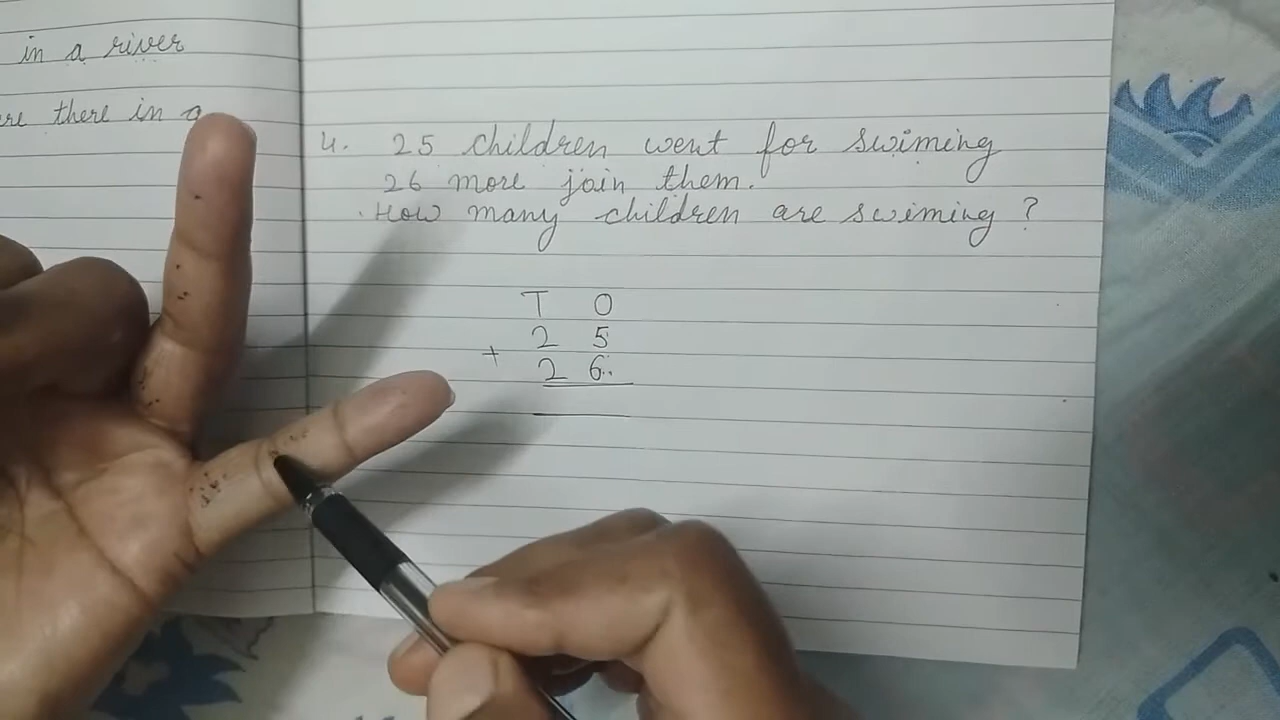 in a river
there in a
4. 25 children went for swiming
26 more join them.
How many children are swiming ?
T O
2 5
+ 2 6